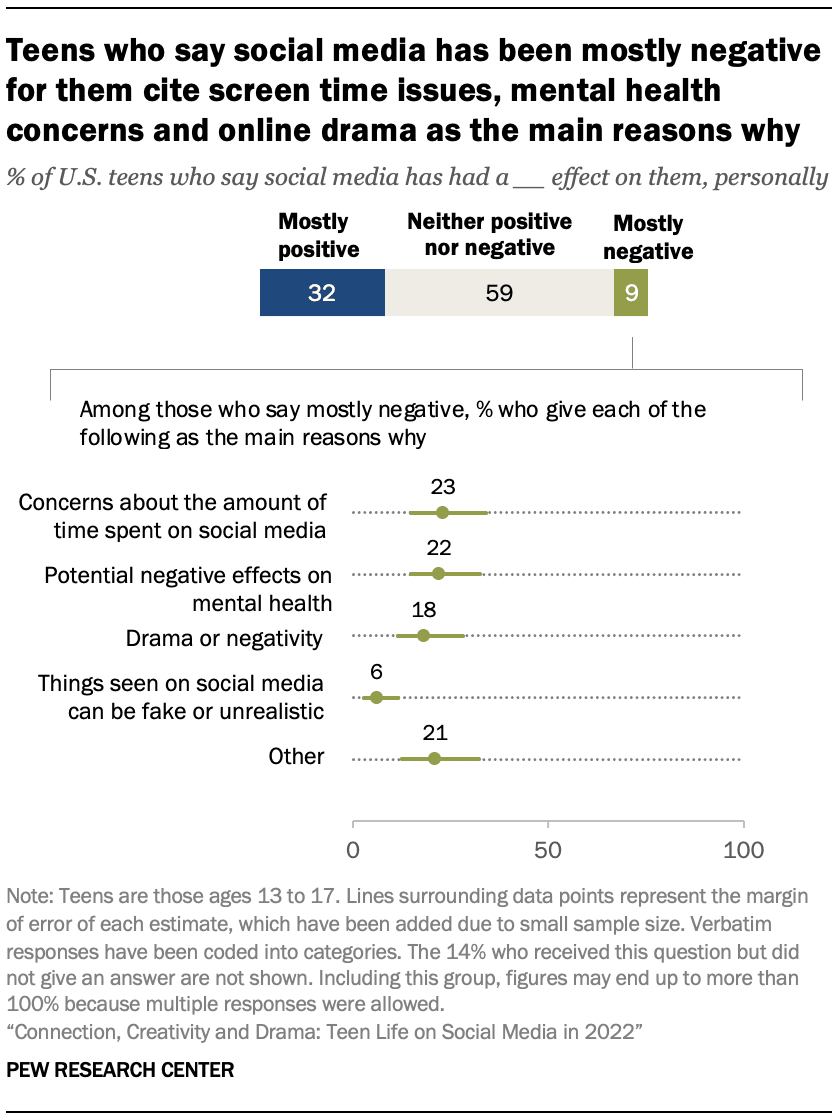 Teens who say social media has been mostly negative
for them cite screen time issues, mental health
concerns and online drama as the main reasons why
% of U.S. teens who say social media has had a __ effect on them, personally
Mostly
positive
Neither positive
nor negative
Mostly
negative
32
59
9
Among those who say mostly negative, % who give each of the
following as the main reasons why
Concerns about the amount of
time spent on social media
23
Potential negative effects on
mental health
22
Drama or negativity
18
Things seen on social media
can be fake or unrealistic
6
Other
21
0
50
100
Note: Teens are those ages 13 to 17. Lines surrounding data points represent the margin
of error of each estimate, which have been added due to small sample size. Verbatim
responses have been coded into categories. The 14% who received this question but did
not give an answer are not shown. Including this group, figures may end up to more than
100% because multiple responses were allowed.
“Connection, Creativity and Drama: Teen Life on Social Media in 2022”
PEW RESEARCH CENTER